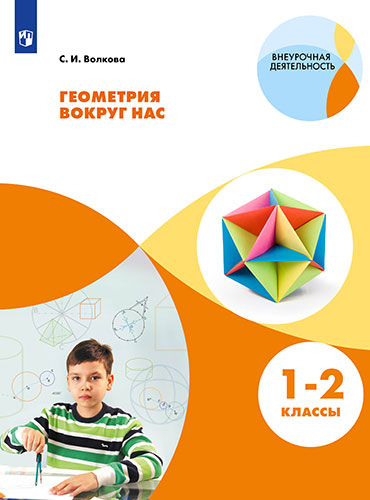 С. И. Волкова
ВНЕУРОЧНАЯ
ДЕЯТЕЛЬНОСТЬ
ГЕОМЕТРИЯ
ВОКРУГ НАС
1-2
КЛАССЫ